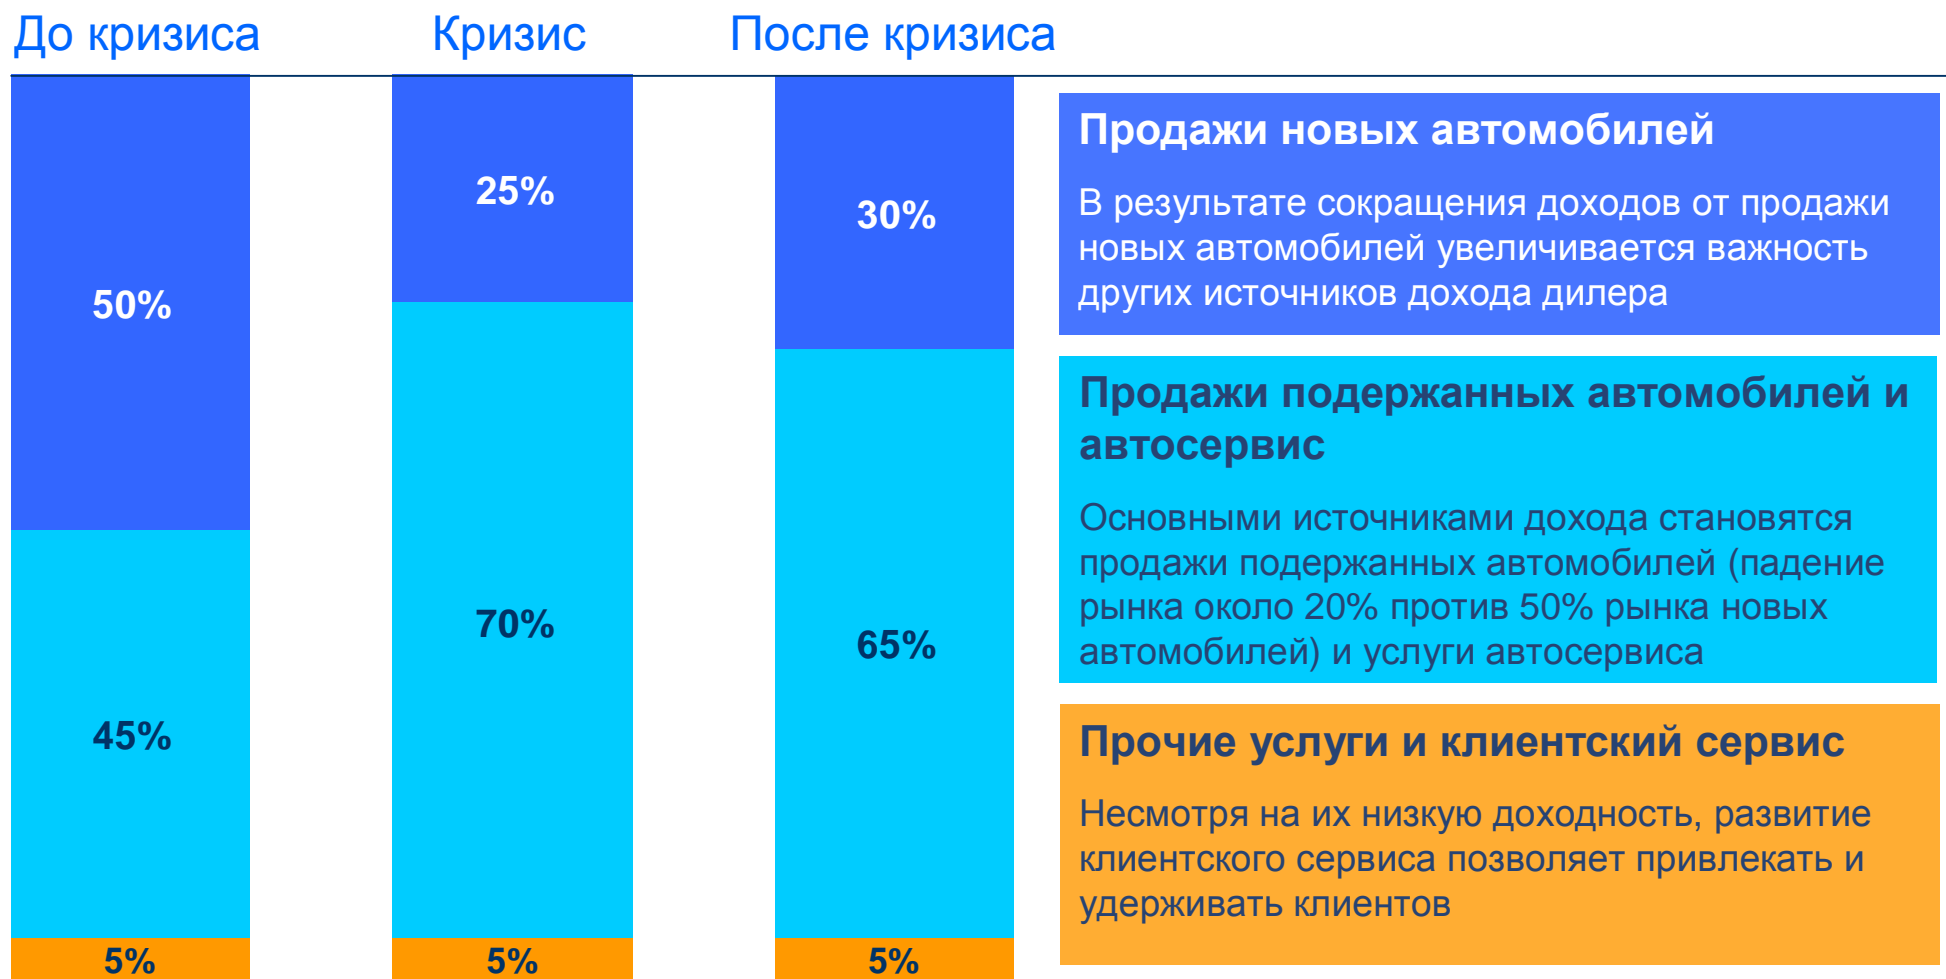 До кризиса
Кризис
После кризиса
50%
45%
5%
25%
70%
5%
30%
65%
5%
Продажи новых автомобилей
В результате сокращения доходов от продажи
новых автомобилей увеличивается важность
других источников дохода дилера
Продажи подержанных автомобилей и
автосервис
Основными источниками дохода становятся
продажи подержанных автомобилей (падение
рынка около 20% против 50% рынка новых
автомобилей) и услуги автосервиса
Прочие услуги и клиентский сервис
Несмотря на их низкую доходность, развитие
клиентского сервиса позволяет привлекать и
удерживать клиентов